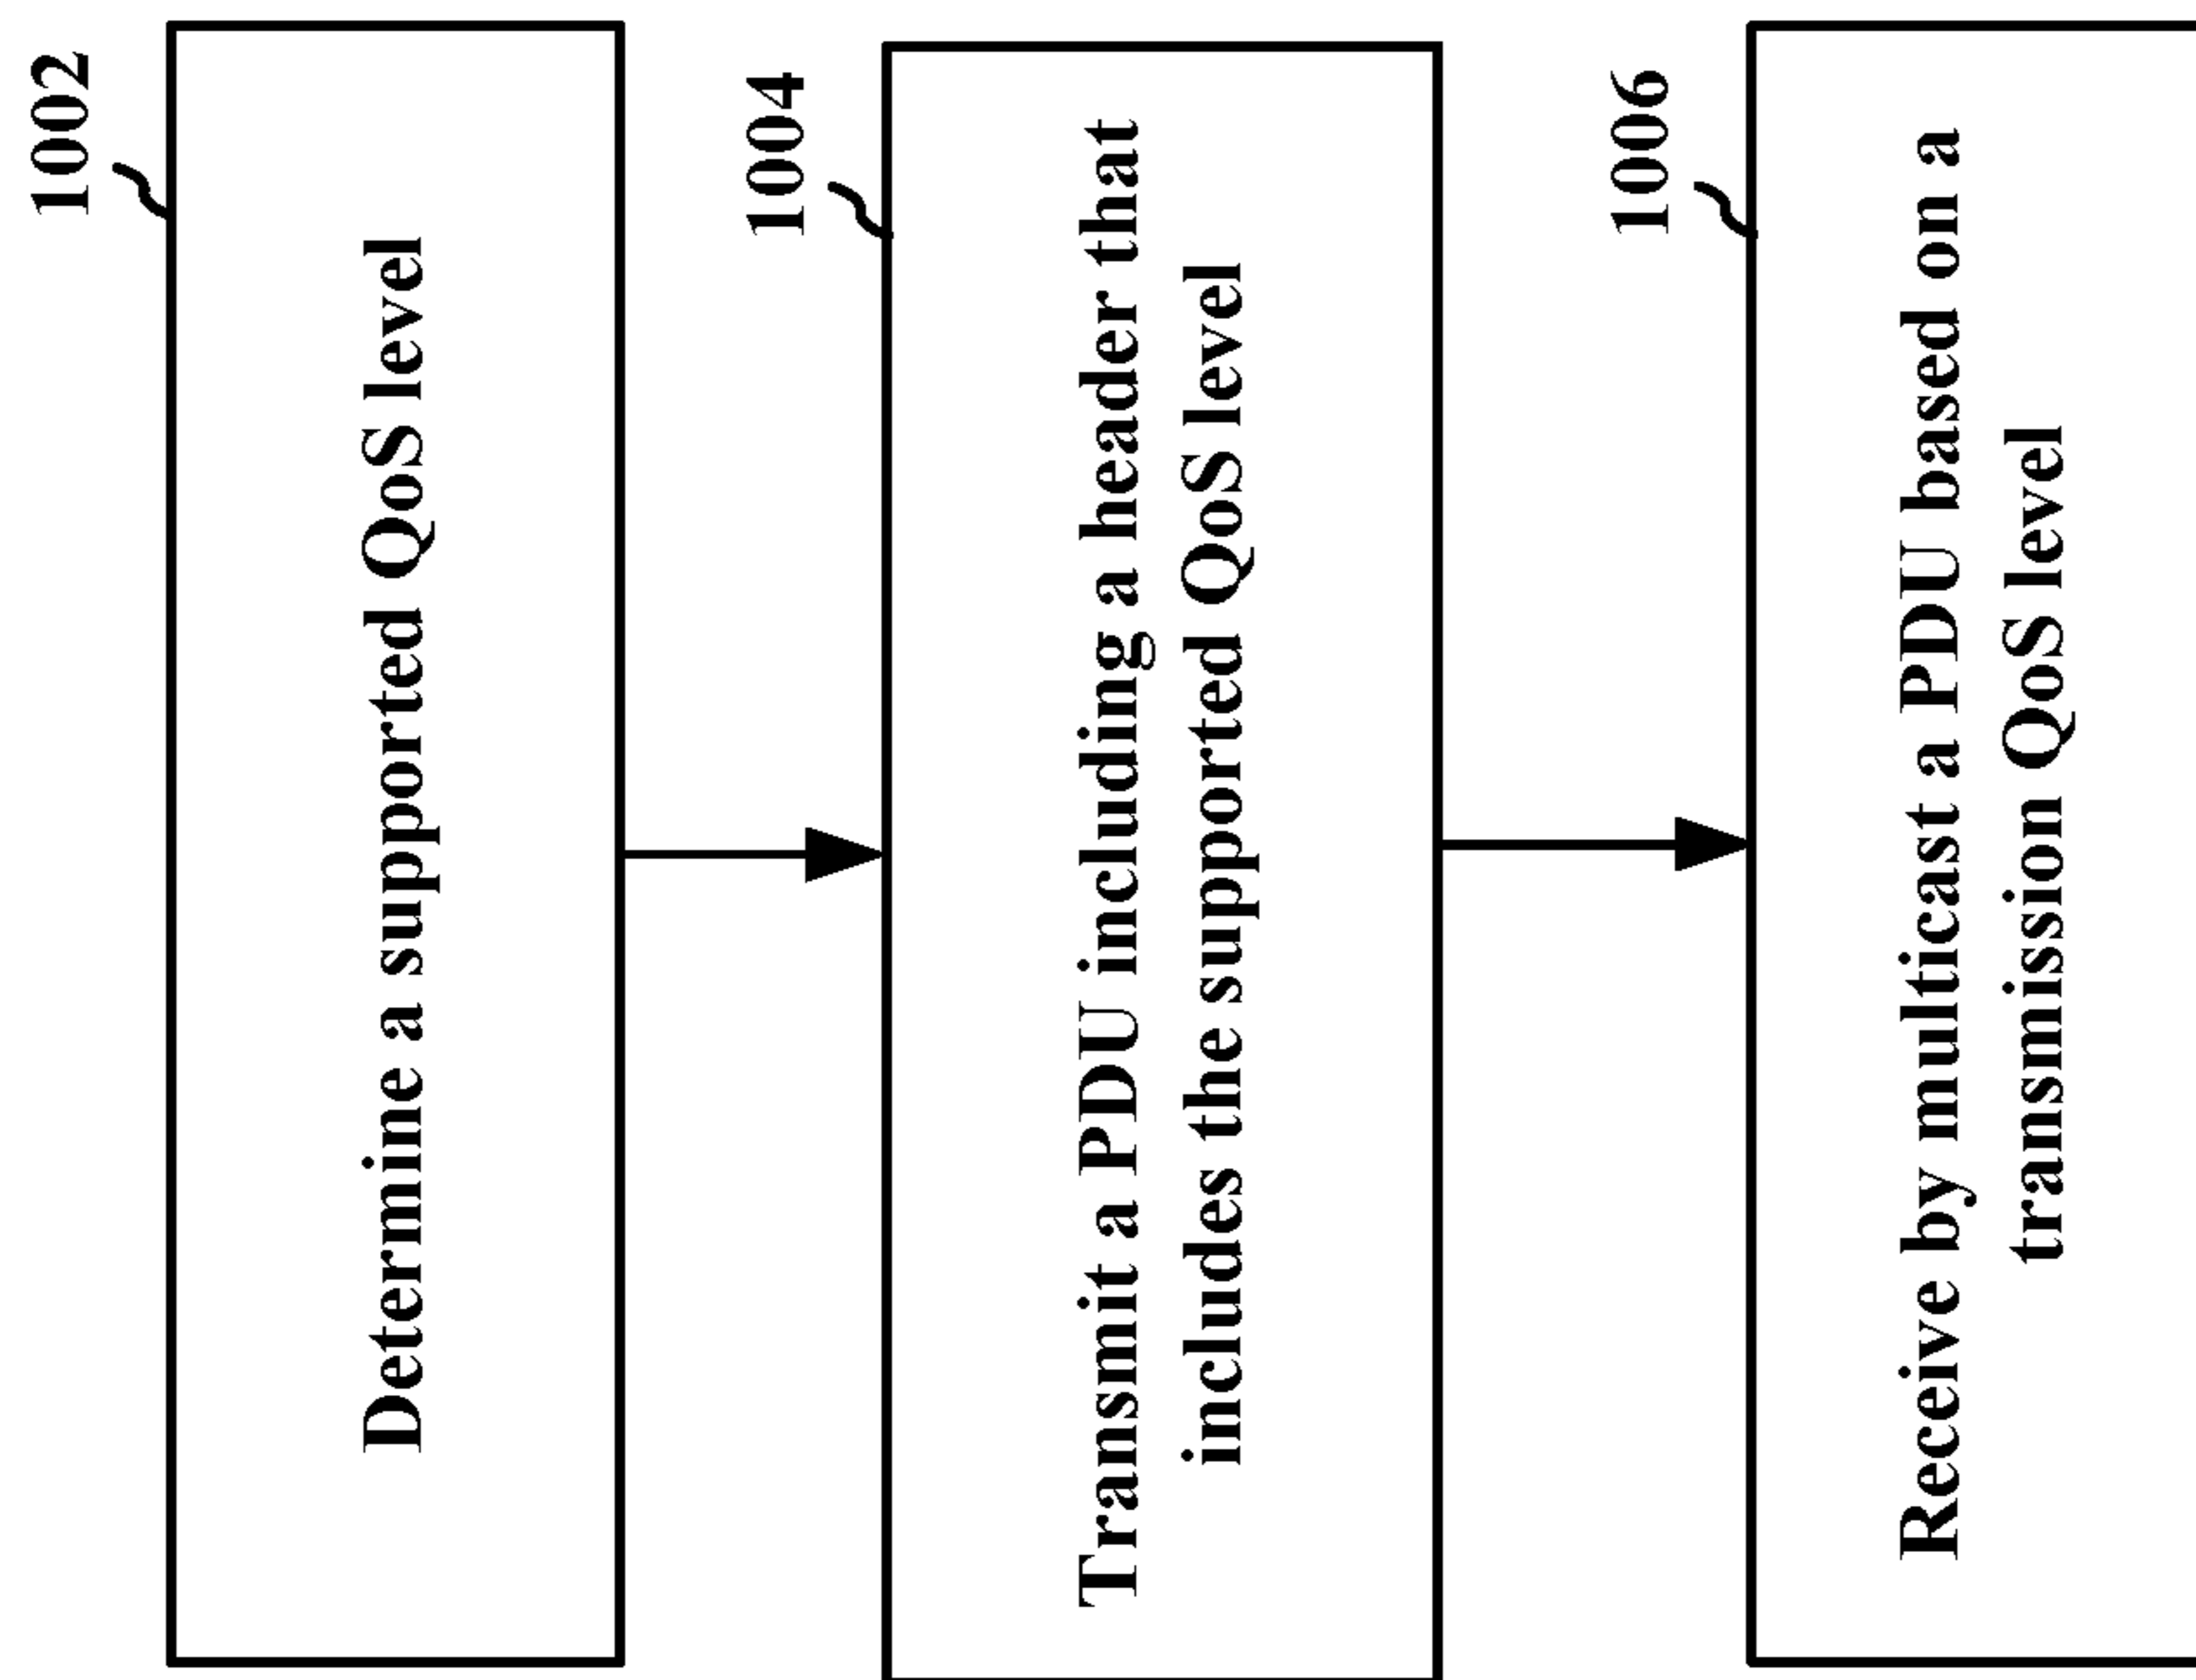 1002
Determine a supported QoS level
1004
Transmit a PDU including a header that
includes the supported QoS level
1006
Receive by multicast a PDU based on a
transmission QoS level